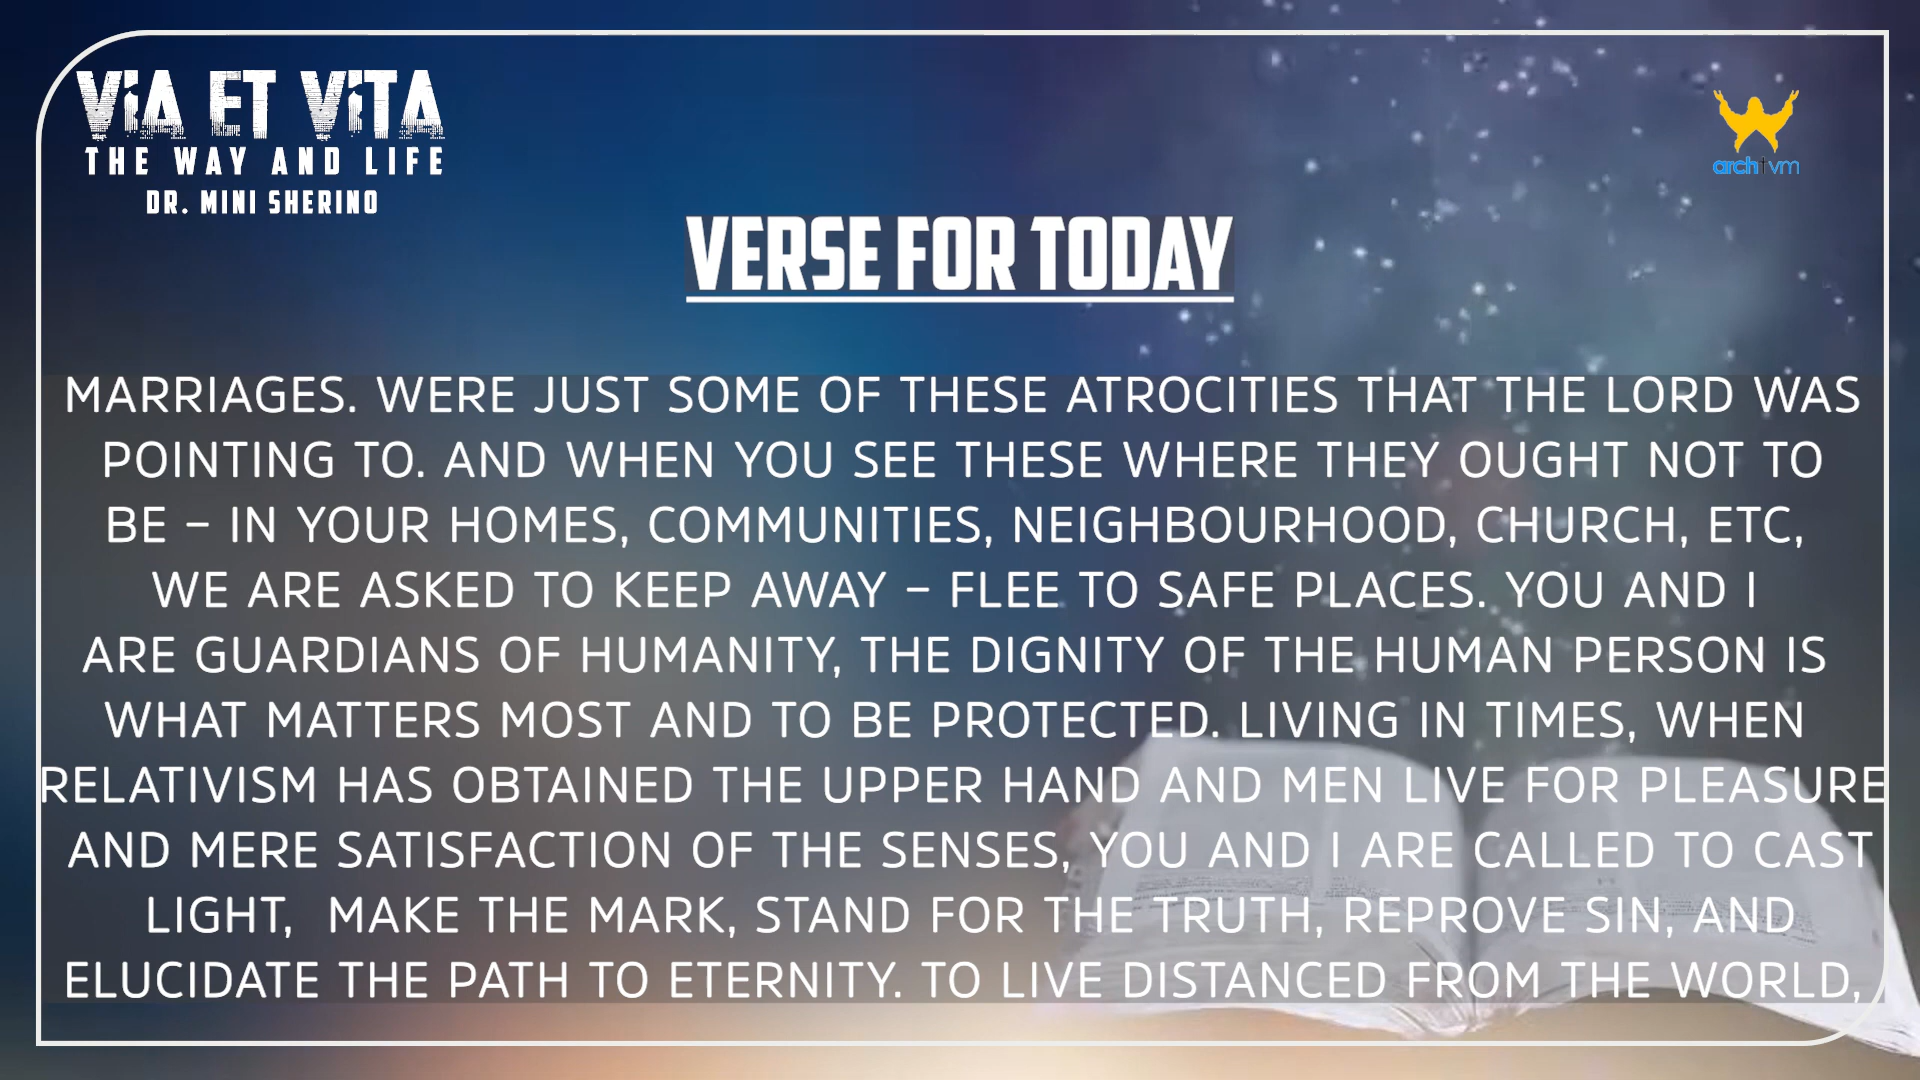 ViA ET ViTA
THE WAY AND LIFE
DR. MINI SHERINO
archtvm
VERSE FOR TODAY
MARRIAGES. WERE JUST SOME OF THESE ATROCITIES THAT THE LORD WAS
POINTING TO. AND WHEN YOU SEE THESE WHERE THEY OUGHT NOT TO
BE – IN YOUR HOMES, COMMUNITIES, NEIGHBOURHOOD, CHURCH, ETC,
WE ARE ASKED TO KEEP AWAY – FLEE TO SAFE PLACES. YOU AND I
ARE GUARDIANS OF HUMANITY, THE DIGNITY OF THE HUMAN PERSON IS
WHAT MATTERS MOST AND TO BE PROTECTED. LIVING IN TIMES, WHEN
RELATIVISM HAS OBTAINED THE UPPER HAND AND MEN LIVE FOR PLEASURE
AND MERE SATISFACTION OF THE SENSES, YOU AND I ARE CALLED TO CAST
LIGHT, MAKE THE MARK, STAND FOR THE TRUTH, REPROVE SIN, AND
ELUCIDATE THE PATH TO ETERNITY. TO LIVE DISTANCED FROM THE WORLD,